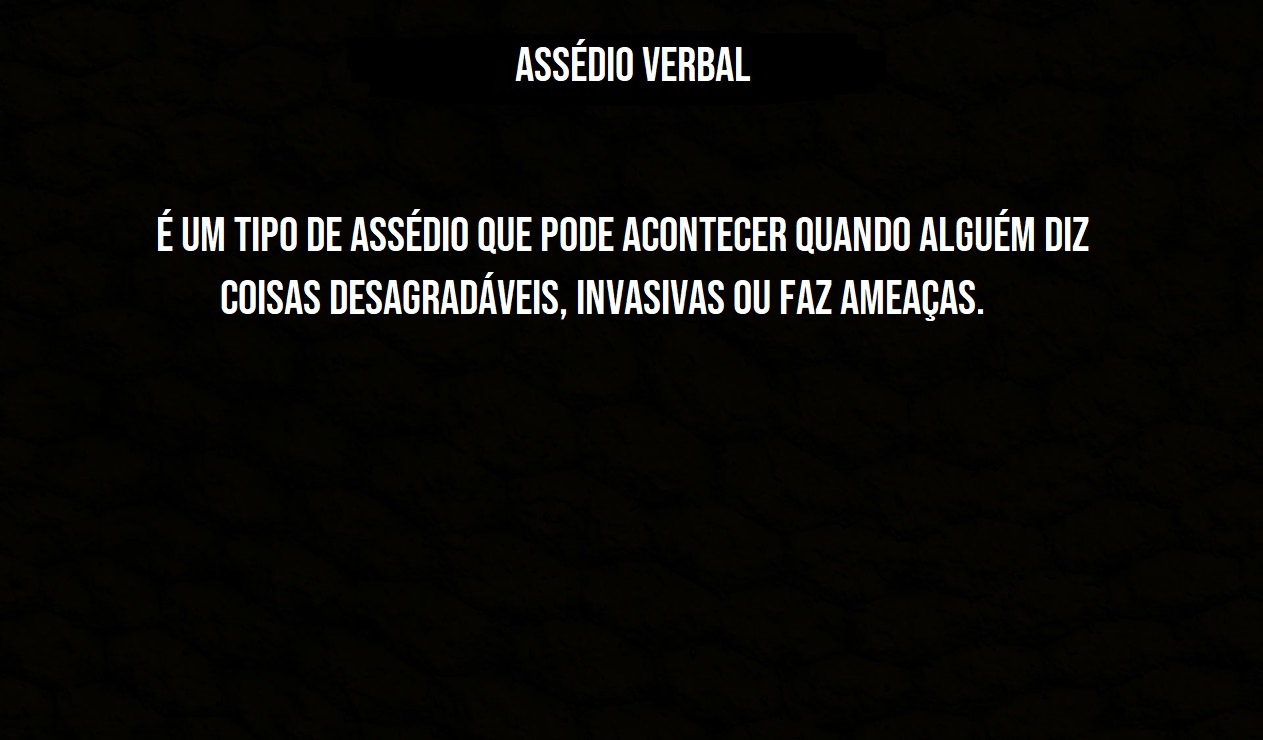 ASSÉDIO VERBAL
É UM TIPO DE ASSÉDIO QUE PODE ACONTECER QUANDO ALGUÉM DIZ
COISAS DESAGRADÁVEIS, INVASIVAS OU FAZ AMEAÇAS.